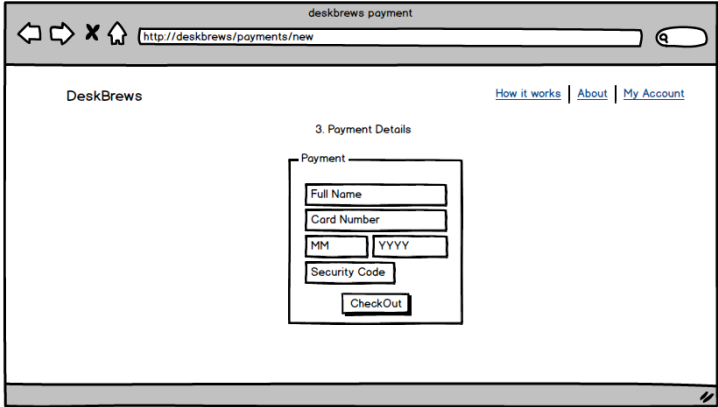 deskbrews payment
http://deskbrews/payments/new
DeskBrews
How it works | About | My Account
3. Payment Details
Payment
Full Name
Card Number
MM YYYY
Security Code
CheckOut